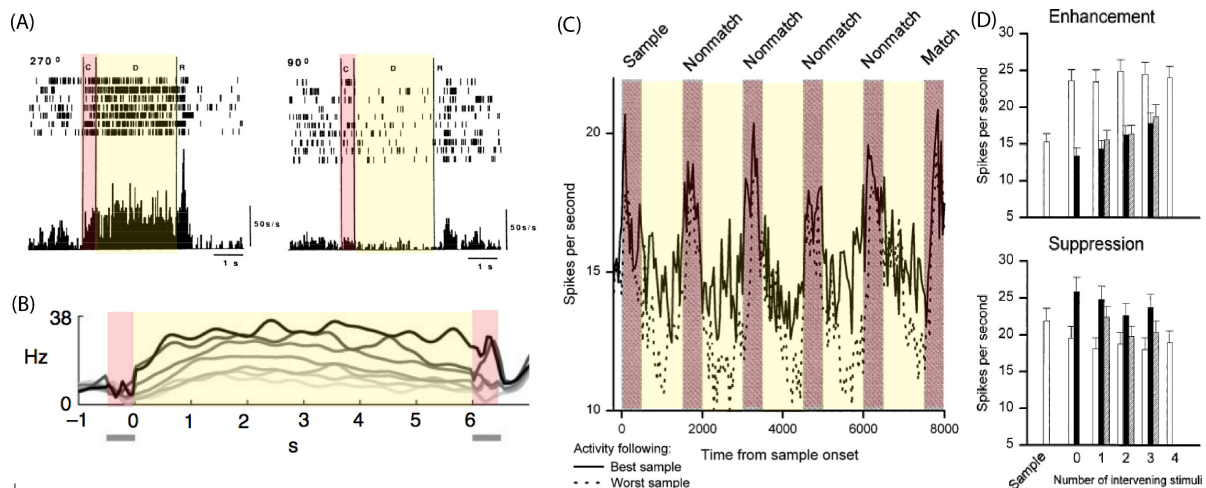 (A)
270 0
C
D
R
50s/s
1 s
90 0
C
D
R
50s/s
1 s
(B)
38
Hz
0
−1
0
1
2
3
4
5
6
s
(C)
Sample
Nonmatch
Nonmatch
Nonmatch
Nonmatch
Match
Spikes per second
20
15
10
0
2000
4000
6000
8000
Time from sample onset
Activity following:
Best sample
Worst sample
(D)
Enhancement
Spikes per second
30
25
20
15
10
5
Suppression
Spikes per second
30
25
20
15
10
5
Sample
0
1
2
3
4
Number of intervening stimuli